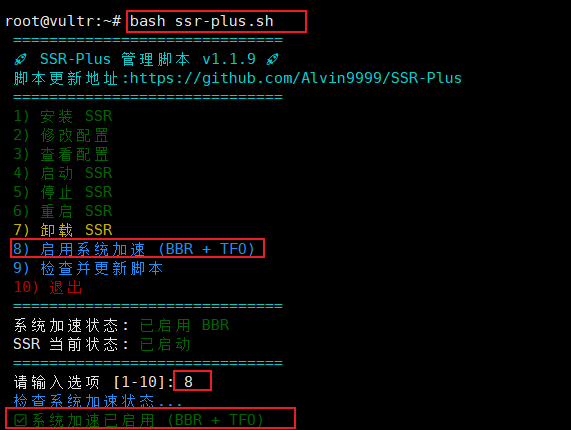 root@vultr:~# bash ssr-plus.sh
==============================
🚀 SSR-Plus 管理脚本 v1.1.9 🚀
脚本更新地址:https://github.com/Alvin9999/SSR-Plus
==============================
1) 安装 SSR
2) 修改配置
3) 查看配置
4) 启动 SSR
5) 停止 SSR
6) 重启 SSR
7) 卸载 SSR
8) 启用系统加速 (BBR + TFO)
9) 检查并更新脚本
10) 退出
==============================
系统加速状态: 已启用 BBR
SSR 当前状态: 已启动
==============================
请输入选项 [1-10]: 8
检查系统加速状态...
☑系统加速已启用 (BBR + TFO)